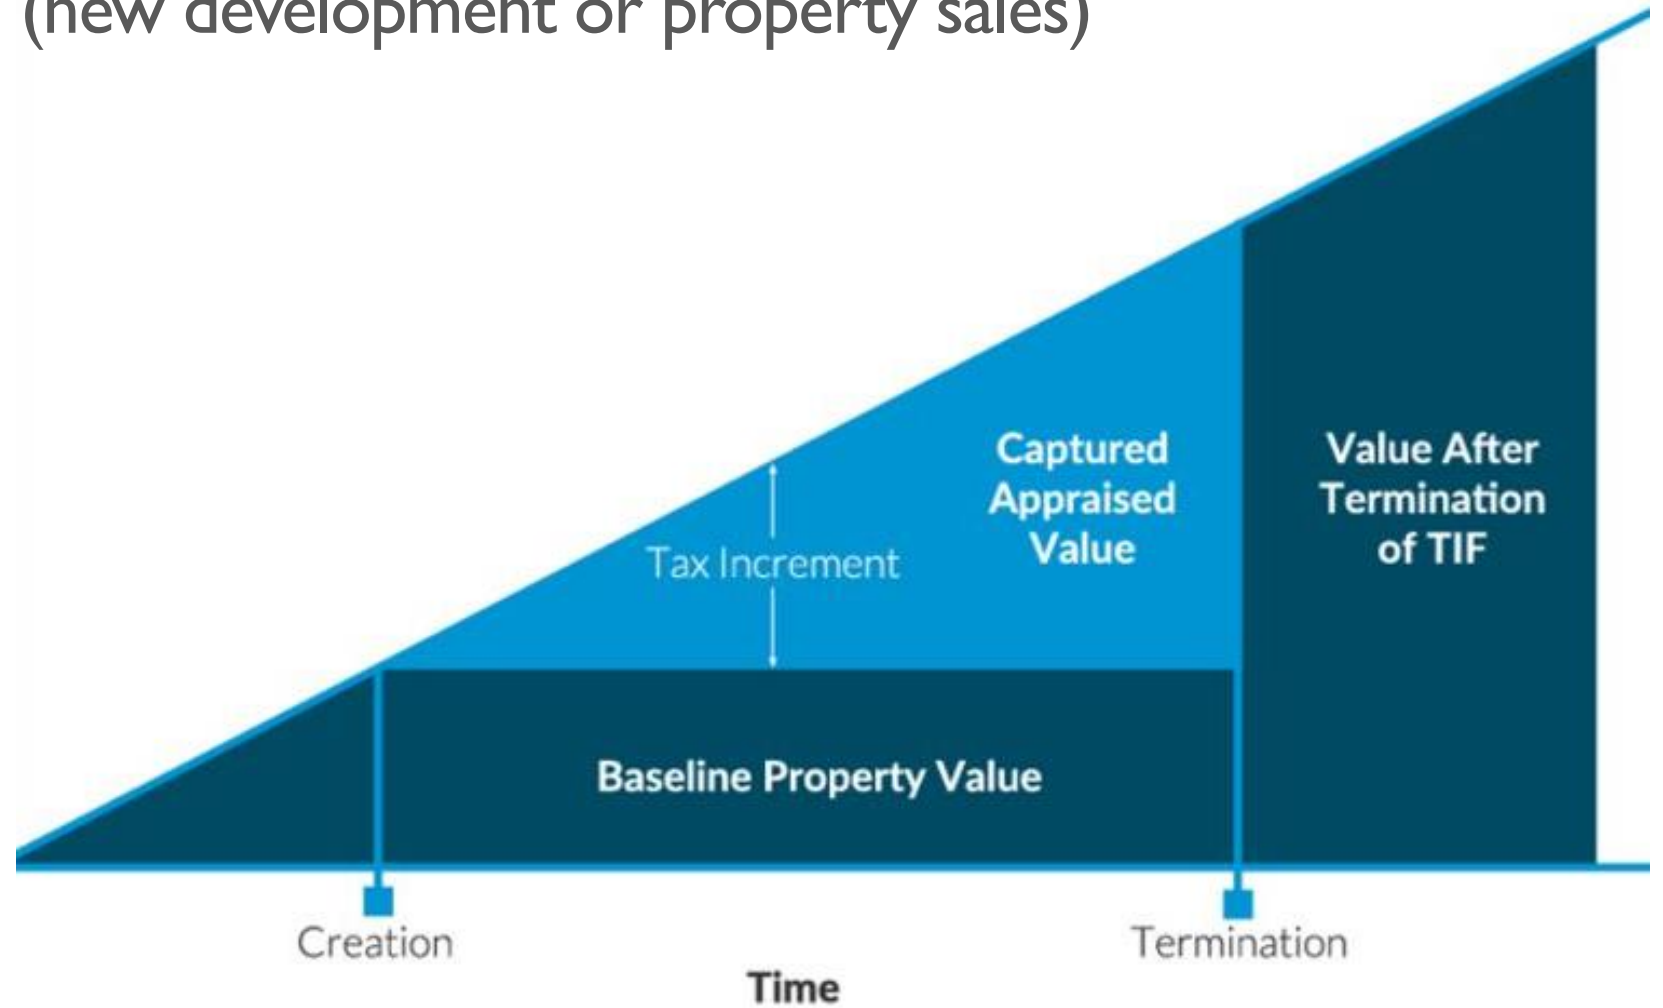 (new development or property sales)
Captured
Appraised
Value
Value After
Termination
of TIF
Tax Increment
Baseline Property Value
Creation
Termination
Time